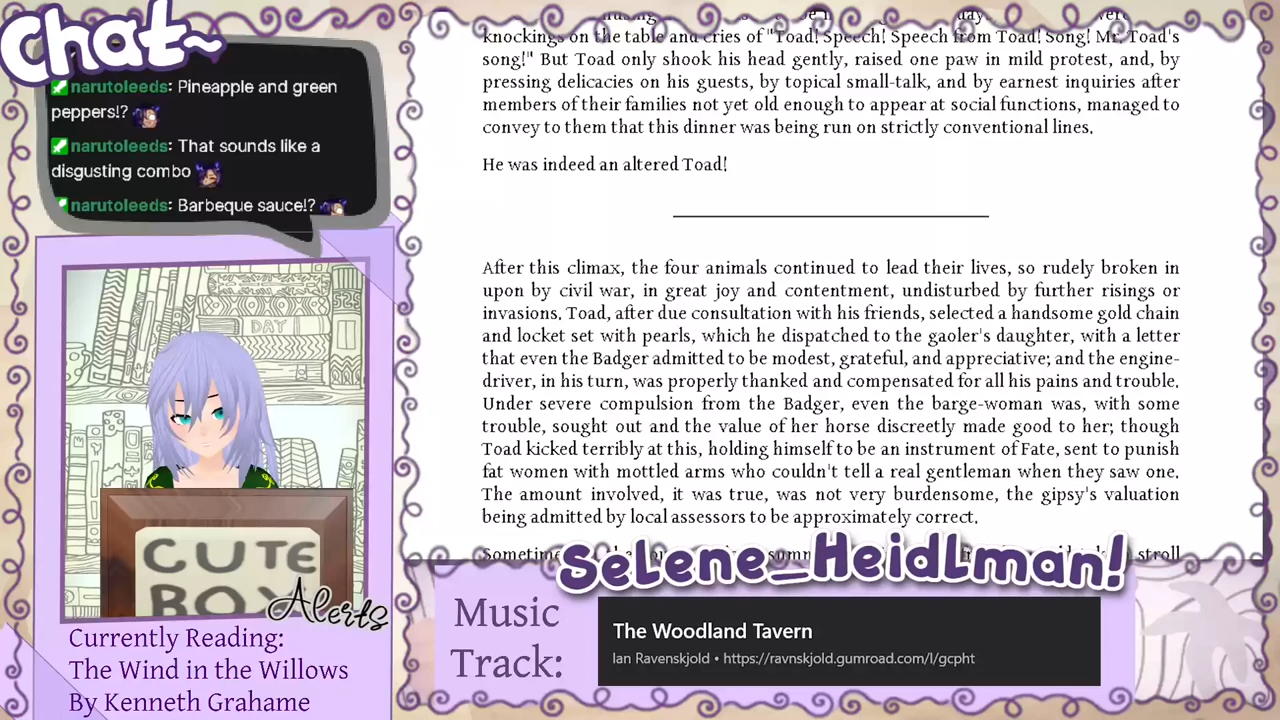 Chat~
narutoleeds: Pineapple and green
peppers!?
narutoleeds: That sounds like a
disgusting combo
narutoleeds: Barbeque sauce!?
knockings on the table and cries of "Toad! Speech! Speech from Toad! Song! Mr. Toad's
song!" But Toad only shook his head gently, raised one paw in mild protest, and, by
pressing delicacies on his guests, by topical small-talk, and by earnest inquiries after
members of their families not yet old enough to appear at social functions, managed to
convey to them that this dinner was being run on strictly conventional lines.
He was indeed an altered Toad!
After this climax, the four animals continued to lead their lives, so rudely broken in
upon by civil war, in great joy and contentment, undisturbed by further risings or
invasions. Toad, after due consultation with his friends, selected a handsome gold chain
and locket set with pearls, which he dispatched to the gaoler's daughter, with a letter
that even the Badger admitted to be modest, grateful, and appreciative; and the engine-
driver, in his turn, was properly thanked and compensated for all his pains and trouble.
Under severe compulsion from the Badger, even the barge-woman was, with some
trouble, sought out and the value of her horse discreetly made good to her; though
Toad kicked terribly at this, holding himself to be an instrument of Fate, sent to punish
fat women with mottled arms who couldn't tell a real gentleman when they saw one.
The amount involved, it was true, was not very burdensome, the gipsy's valuation
being admitted by local assessors to be approximately correct.
stroll
DAY
CUTE
BOX
Alerts
Currently Reading:
The Wind in the Willows
By Kenneth Grahame
Selene_Heidlman!
Music
Track:
The Woodland Tavern
Ian Ravenskjold • https://ravnskjold.gumroad.com/l/gcpht